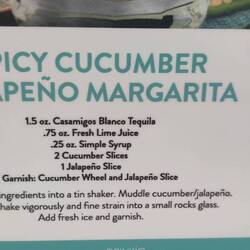 PICY CUCUMBER
APEÑO MARGARITA
1.5 oz. Casamigos Blanco Tequila
.75 oz. Fresh Lime Juice
.25 oz. Simple Syrup
2 Cucumber Slices
1 Jalapeño Slice
Garnish: Cucumber Wheel and Jalapeño Slice
ingredients into a tin shaker. Muddle cucumber/jalapeño.
hake vigorously and fine strain into a small rocks glass.
Add fresh ice and garnish.